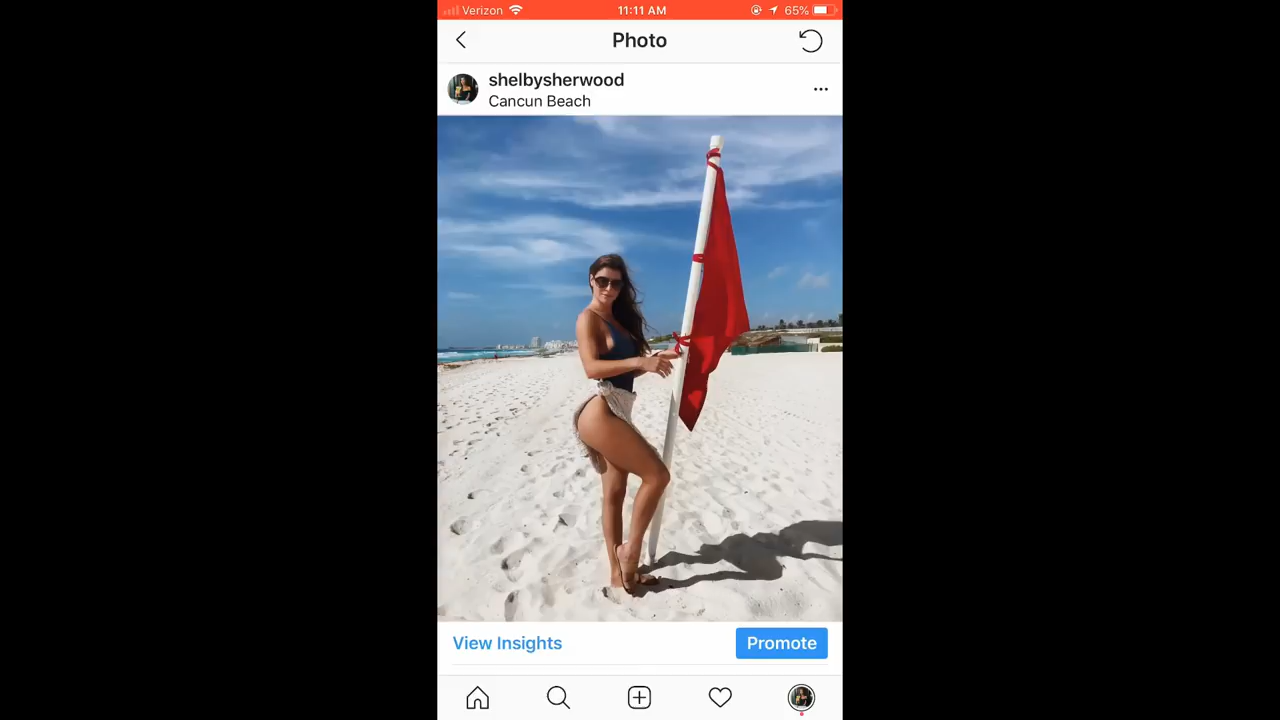 Verizon 11:11 AM 65%
Photo
shelbysherwood
Cancun Beach
View Insights
Promote